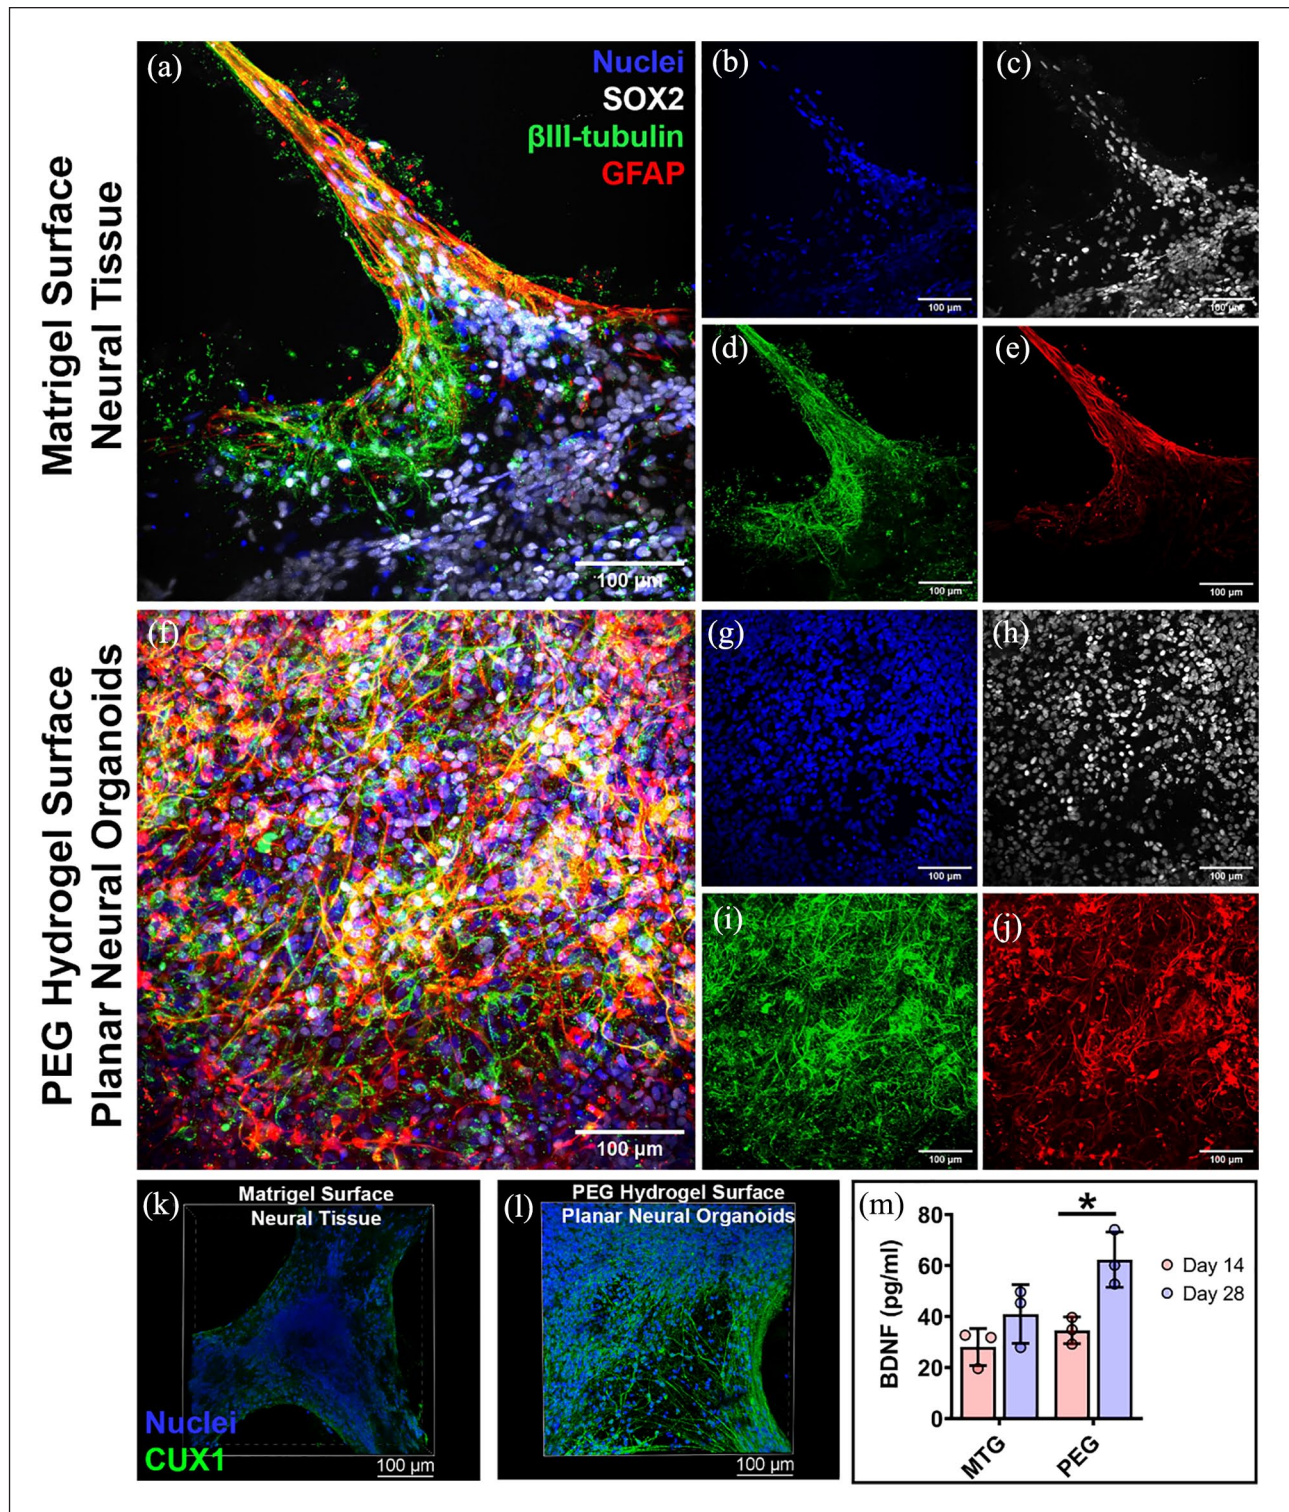 Matrigel Surface
Neural Tissue
(a)
Nuclei
SOX2
βIII-tubulin
GFAP
100 µm
(b)
100 µm
(c)
100 µm
(d)
100 µm
(e)
100 µm
PEG Hydrogel Surface
Planar Neural Organoids
(f)
100 µm
(g)
100 µm
(h)
100 µm
(i)
100 µm
(j)
100 µm
(k)
Matrigel Surface
Neural Tissue
Nuclei
CUX1
100 µm
(l)
PEG Hydrogel Surface
Planar Neural Organoids
100 µm
(m)
BDNF (pg/ml)
80
60
40
20
0
*
MTG
PEG
Day 14
Day 28